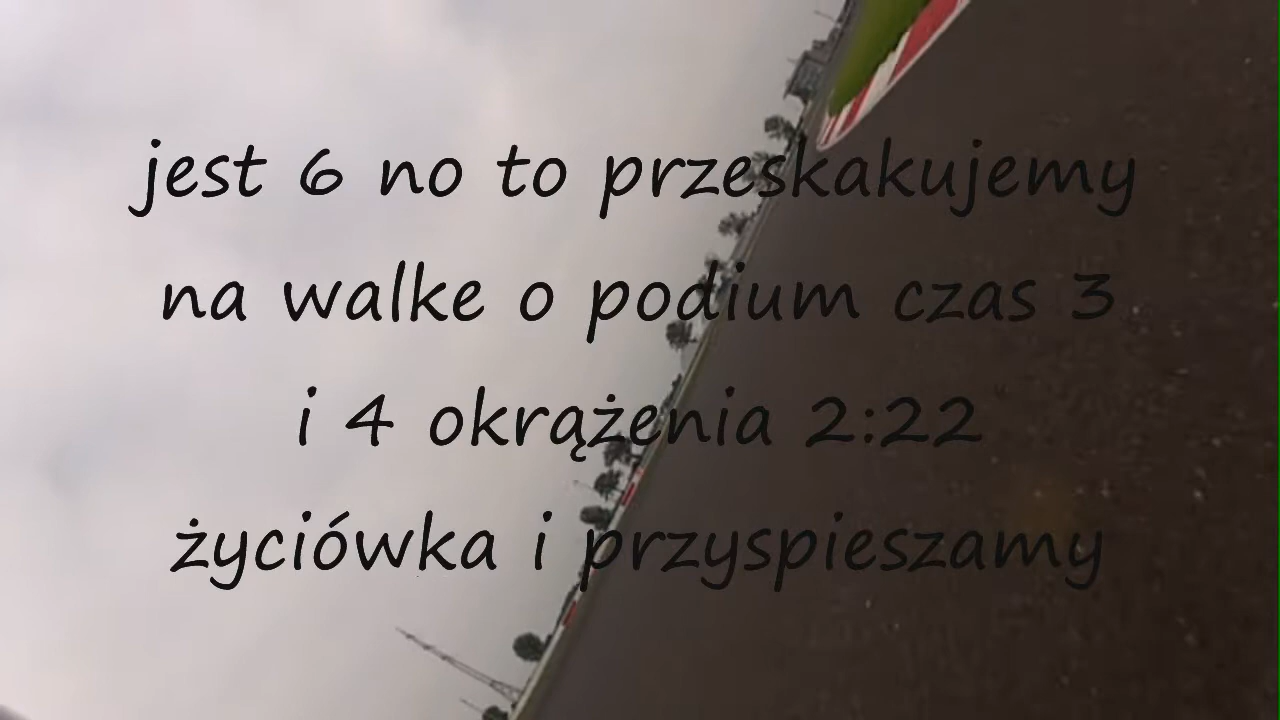 jest 6 no to przeskakujemy
na walke o podium czas 3
i 4 okrążenia 2:22
życiówka i przyspieszamy